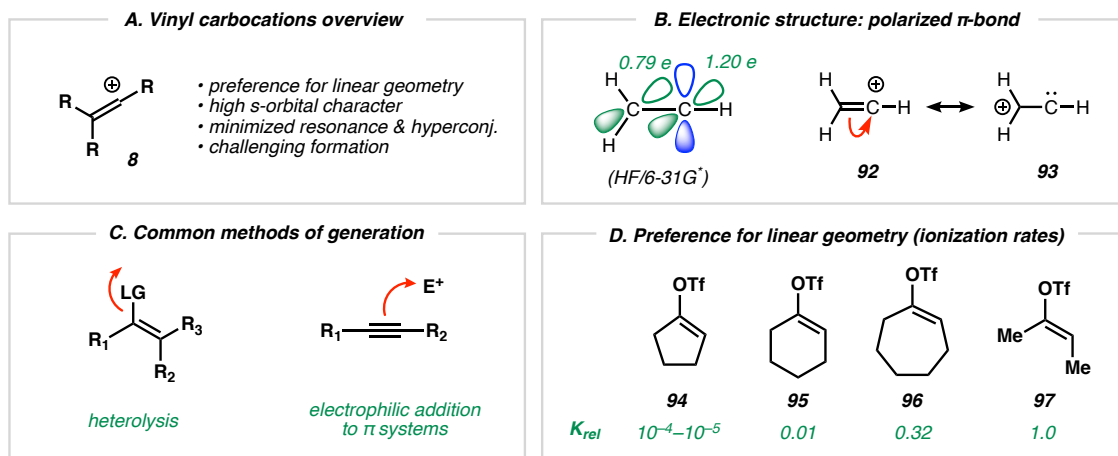 A. Vinyl carbocations overview
R
R
R
8
• preference for linear geometry
• high s-orbital character
• minimized resonance & hyperconj.
• challenging formation
B. Electronic structure: polarized π-bond
0.79 e
1.20 e
H
C
C
H
H
(HF/6-31G*)
H
H
C
H
92
H
H
C
C
H
93
C. Common methods of generation
LG
R1
R3
R2
heterolysis
E+
R1
R2
electrophilic addition
to π systems
D. Preference for linear geometry (ionization rates)
OTf
94
OTf
95
OTf
96
OTf
Me
Me
97
Krel
10–4–10–5
0.01
0.32
1.0